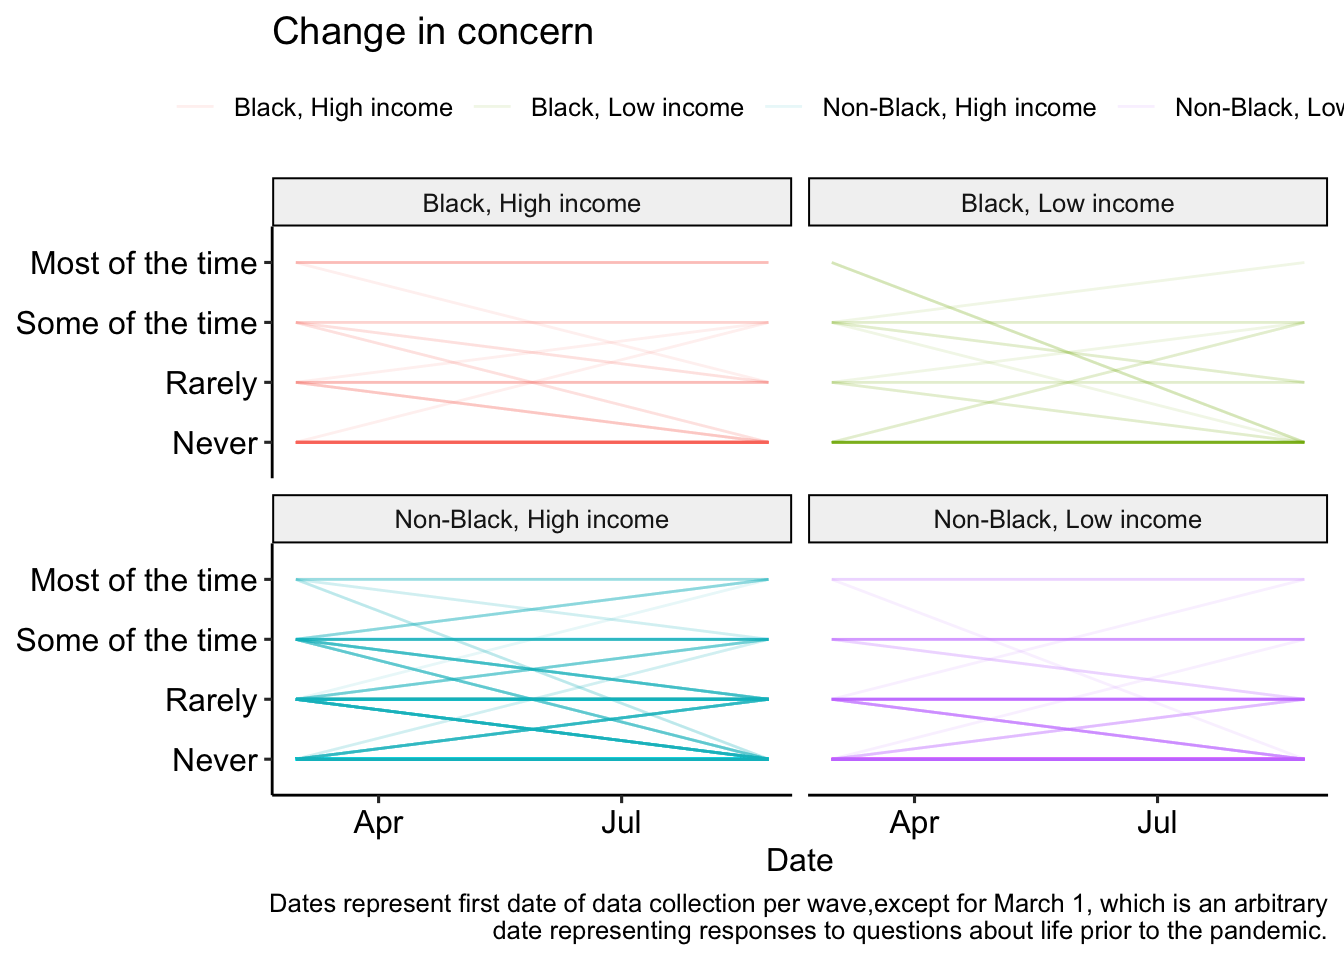 Change in concern
Black, High income Black, Low income Non-Black, High income Non-Black, Low
Black, High income Black, Low income
Most of the time
Some of the time
Rarely
Never
Non-Black, High income Non-Black, Low income
Most of the time
Some of the time
Rarely
Never
Apr Jul Apr Jul
Date
Dates represent first date of data collection per wave,except for March 1, which is an arbitrary
date representing responses to questions about life prior to the pandemic.